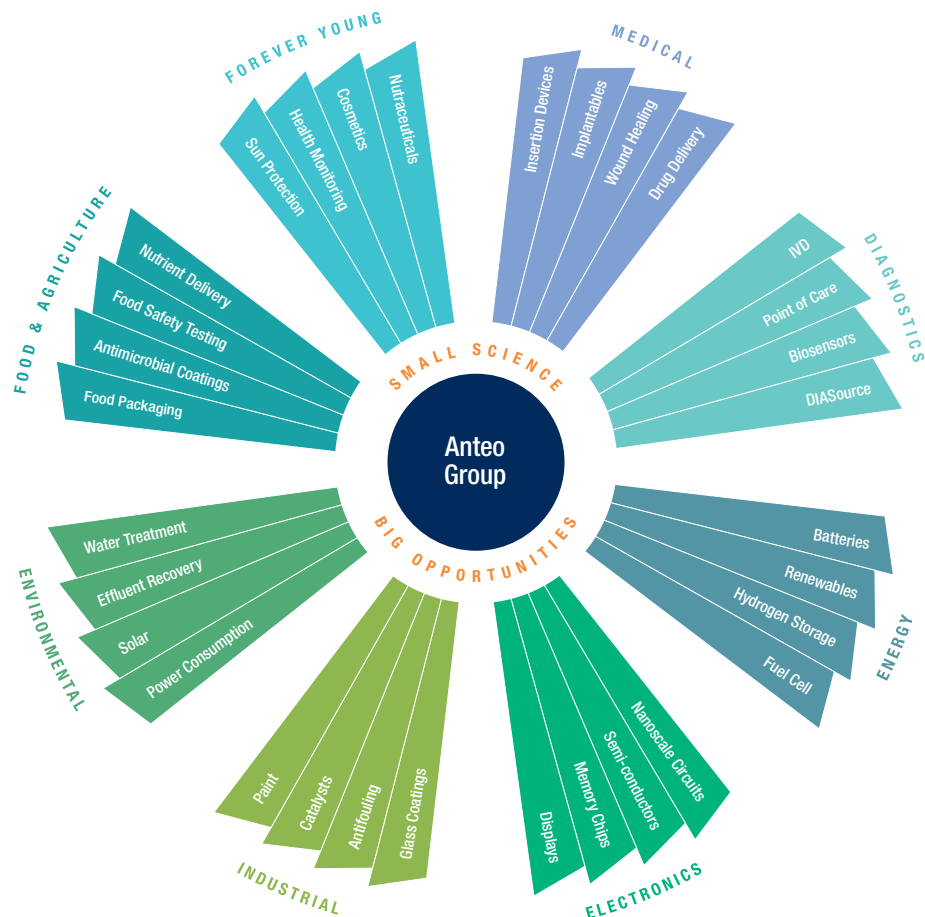 FOREVER YOUNG
Sun Protection
Health Monitoring
Cosmetics
Nutraceuticals
MEDICAL
Insertion Devices
Implantables
Wound Healing
Drug Delivery
DIAGNOSTICS
IVD
Point of Care
Biosensors
DIASource
ENERGY
Batteries
Renewables
Hydrogen Storage
Fuel Cell
ELECTRONICS
Nanoscale Circuits
Semi-conductors
Memory Chips
Displays
INDUSTRIAL
Paint
Catalysts
Antifouling
Glass Coatings
ENVIRONMENTAL
Water Treatment
Effluent Recovery
Solar
Power Consumption
FOOD & AGRICULTURE
Nutrient Delivery
Food Safety Testing
Antimicrobial Coatings
Food Packaging
SMALL SCIENCE
Anteo
Group
BIG OPPORTUNITIES